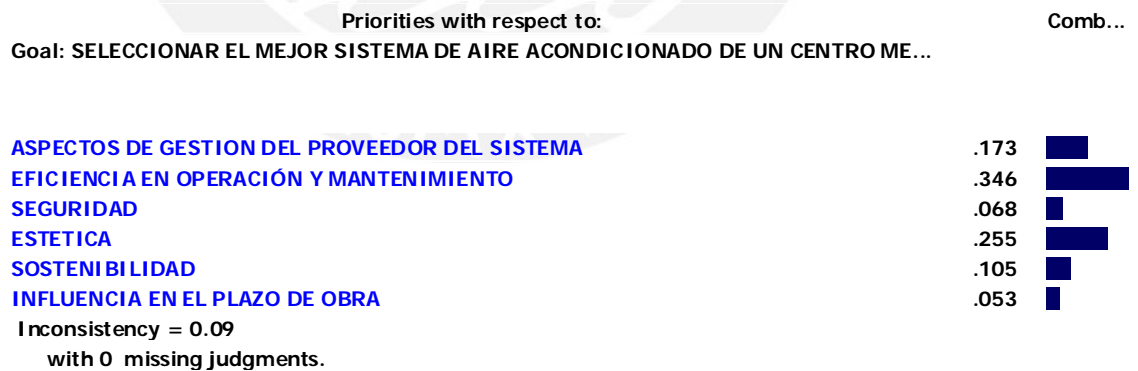 Priorities with respect to: Comb...
Goal: SELECCIONAR EL MEJOR SISTEMA DE AIRE ACONDICIONADO DE UN CENTRO ME...
ASPECTOS DE GESTION DEL PROVEEDOR DEL SISTEMA .173
EFICIENCIA EN OPERACIÓN Y MANTENIMIENTO .346
SEGURIDAD .068
ESTETICA .255
SOSTENIBILIDAD .105
INFLUENCIA EN EL PLAZO DE OBRA .053
Inconsistency = 0.09
with 0 missing judgments.